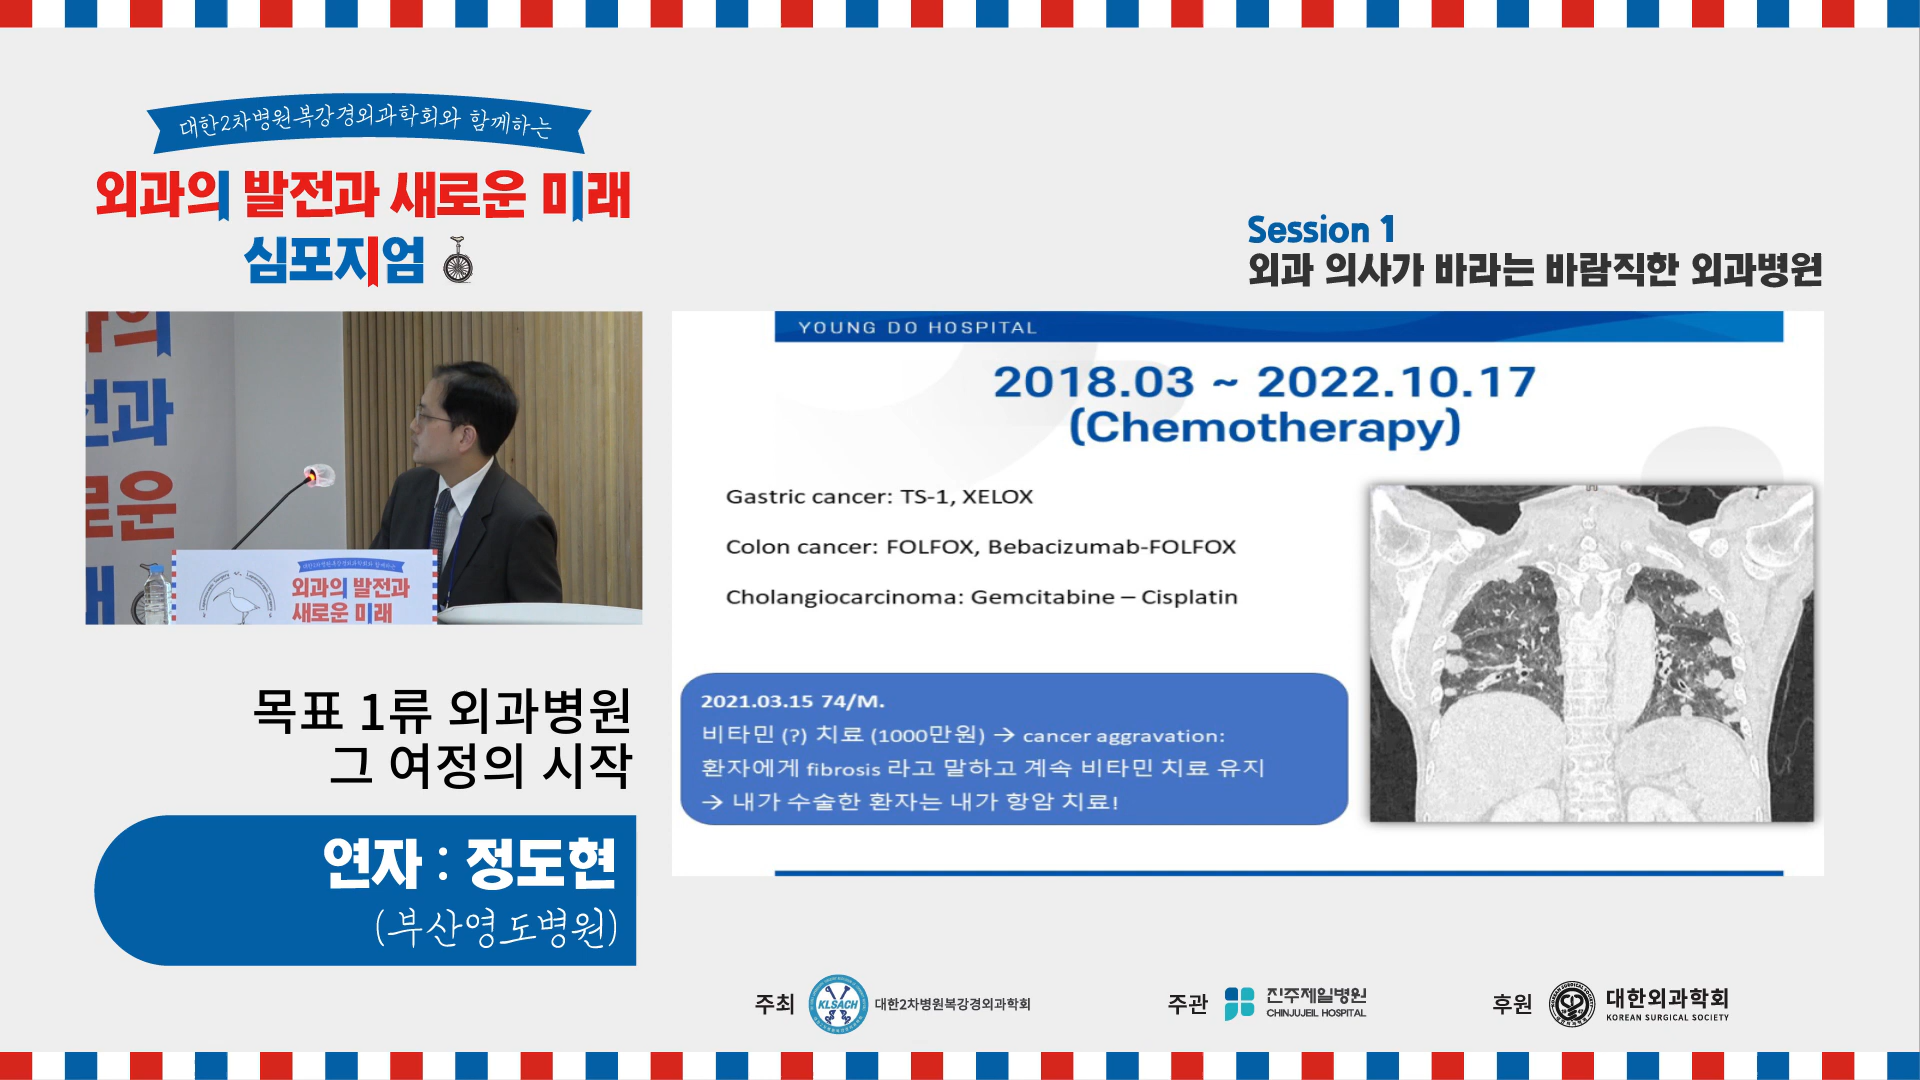 대한2차병원복강경외과학회와 함께하는
외과의 발전과 새로운 미래
심포지엄
Session 1
외과 의사가 바라는 바람직한 외과병원
YOUNG DO HOSPITAL
2018.03 ~ 2022.10.17
(Chemotherapy)
Gastric cancer: TS-1, XELOX
Colon cancer: FOLFOX, Bebacizumab-FOLFOX
Cholangiocarcinoma: Gemcitabine – Cisplatin
2021.03.15 74/M.
비타민 (?) 치료 (1000만원) → cancer aggravation:
환자에게 fibrosis 라고 말하고 계속 비타민 치료 유지
→ 내가 수술한 환자는 내가 항암 치료!
외과의 발전과
새로운 미래
목표 1류 외과병원
그 여정의 시작
연자 : 정도현
(부산영도병원)
주최 KLSACH 대한2차병원복강경외과학회
주관 진주제일병원
CHINJUJEIL HOSPITAL
후원 대한외과학회
KOREAN SURGICAL SOCIETY